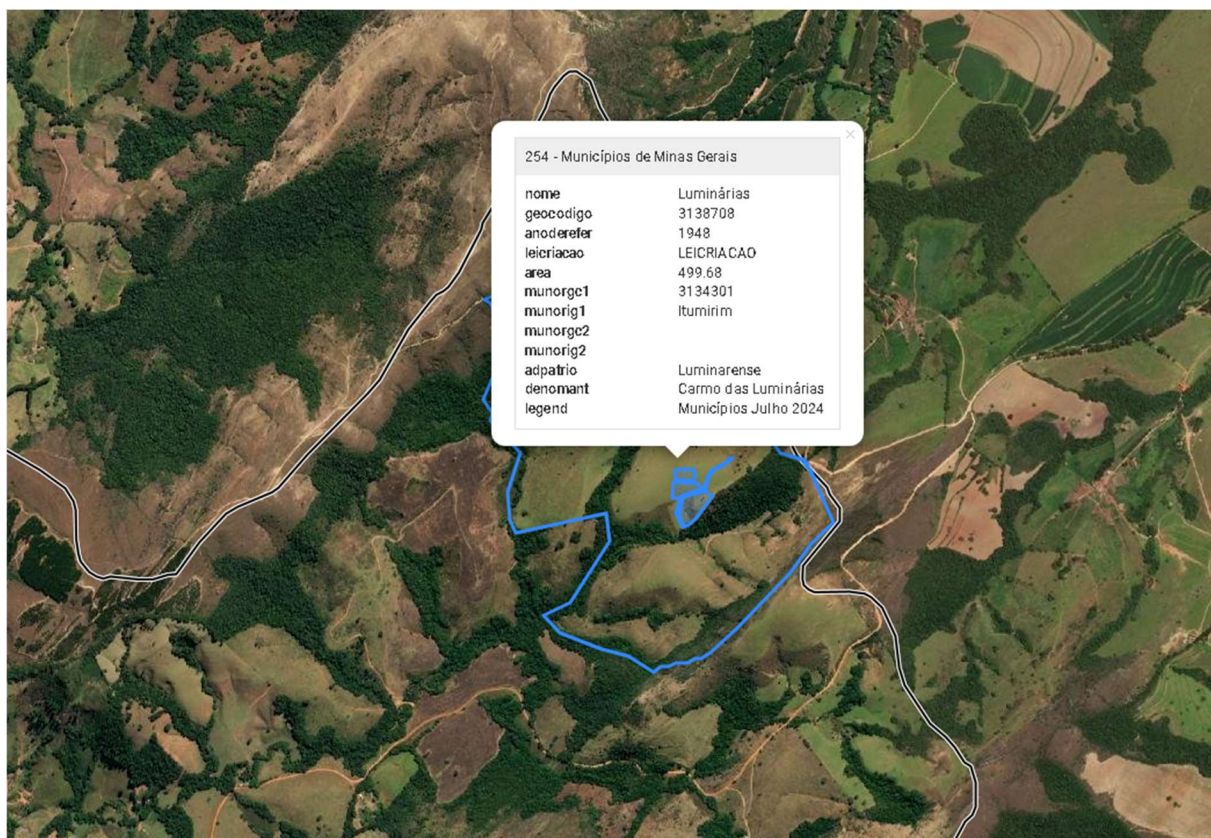 ×
254 - Municípios de Minas Gerais
nome Luminárias
geocodigo 3138708
anoderefer 1948
leicriacao LEICRIACAO
area 499.68
munorgc1 3134301
munorig1 Itumirim
munorgc2
munorig2
adpatrio Luminarense
denomant Carmo das Luminárias
legend Municípios Julho 2024